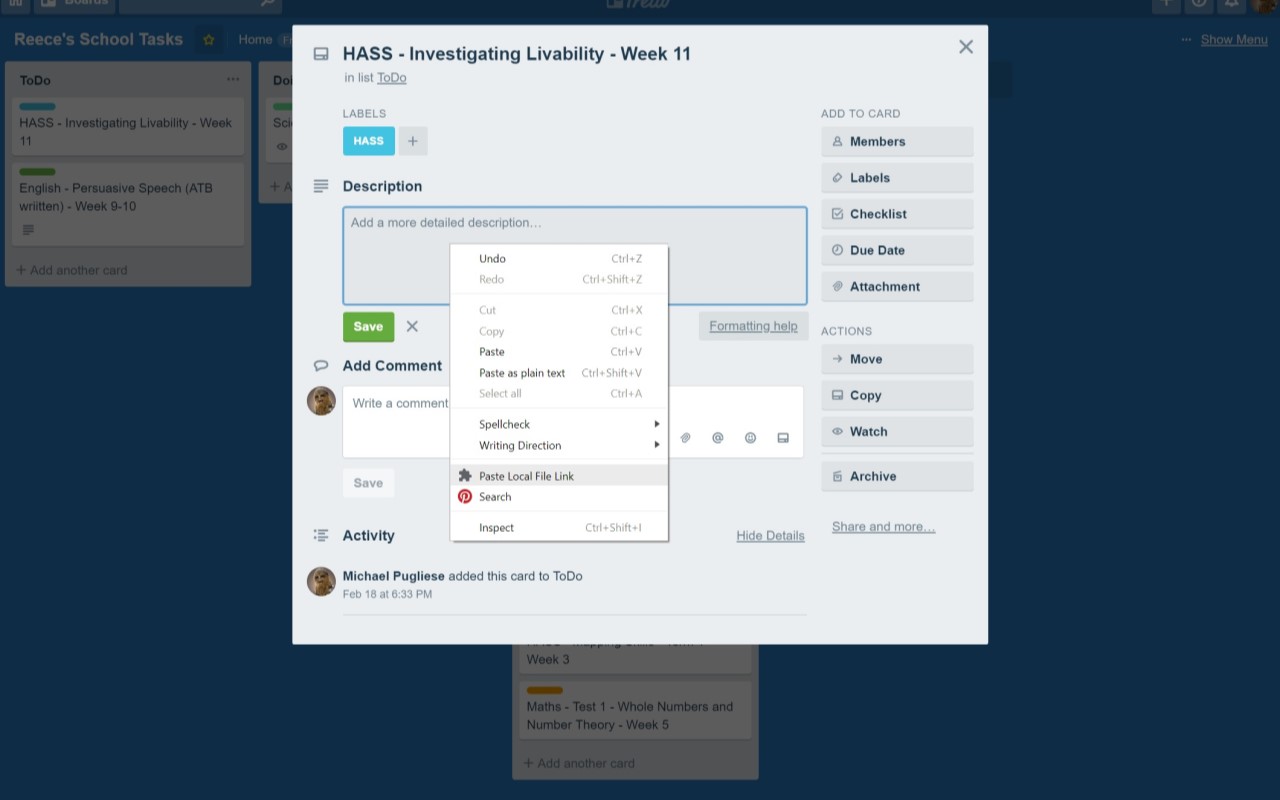 Boards
Trello
Reece's School Tasks
Home
··· Show Menu
ToDo
···
HASS - Investigating Livability - Week
11
English - Persuasive Speech (ATB
wriitten) - Week 9-10
+ Add another card
HASS - Investigating Livability - Week 11
in list ToDo
LABELS
HASS
+
Description
Add a more detailed description…
Save
Formatting help
Undo Ctrl+Z
Redo Ctrl+Shift+Z
Cut Ctrl+X
Copy Ctrl+C
Paste Ctrl+V
Paste as plain text Ctrl+Shift+V
Select all Ctrl+A
Spellcheck
Writing Direction
Paste Local File Link
Search
Inspect Ctrl+Shift+I
Add Comment
Write a comment
Save
Activity
Hide Details
Michael Pugliese added this card to ToDo
Feb 18 at 6:33 PM
ADD TO CARD
Members
Labels
Checklist
Due Date
Attachment
ACTIONS
Move
Copy
Watch
Archive
Share and more…
Week 3
Maths - Test 1 - Whole Numbers and
Number Theory - Week 5
+ Add another card